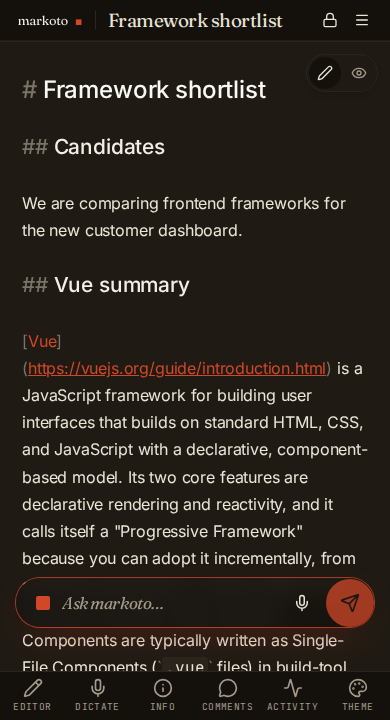 markoto
Framework shortlist
# Framework shortlist
## Candidates
We are comparing frontend frameworks for
the new customer dashboard.
## Vue summary
[Vue]
(https://vuejs.org/guide/introduction.html) is a
JavaScript framework for building user
interfaces that builds on standard HTML, CSS,
and JavaScript with a declarative, component-
based model. Its two core features are
declarative rendering and reactivity, and it
calls itself a "Progressive Framework"
because you can adopt it incrementally, from
Ask markoto...
Components are typically written as Single-
File Components (`.vue` files) in build-tool
EDITOR DICTATE INFO COMMENTS ACTIVITY THEME